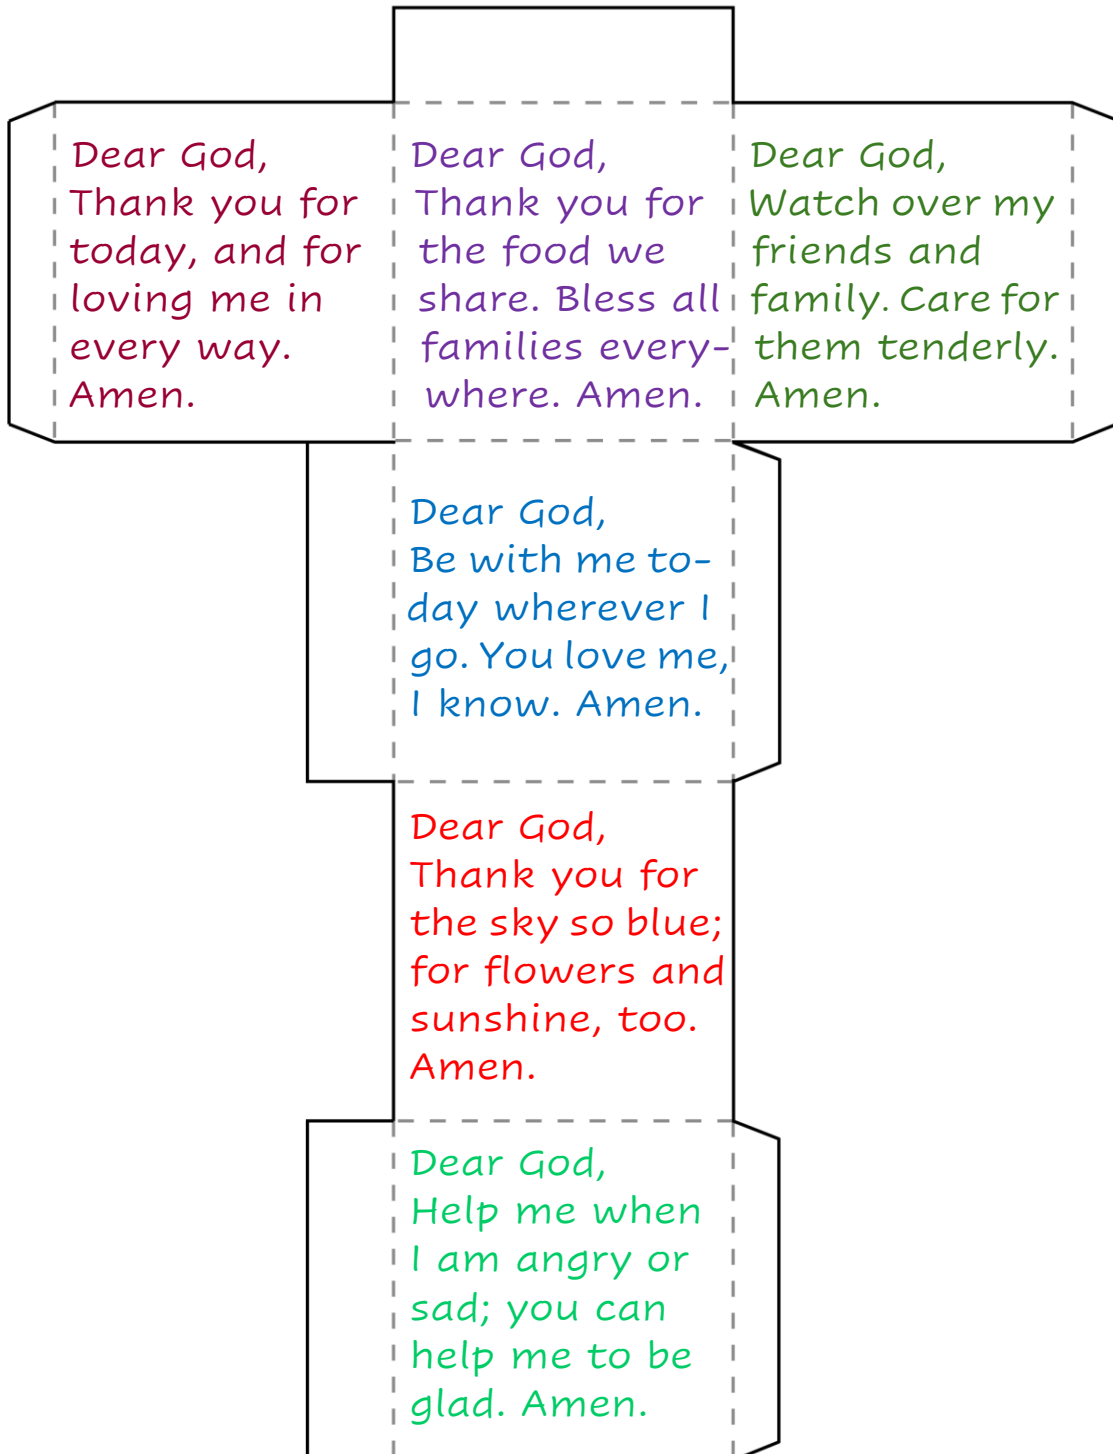 Dear God,
Thank you for
today, and for
loving me in
every way.
Amen.
Dear God,
Thank you for
the food we
share. Bless all
families every-
where. Amen.
Dear God,
Watch over my
friends and
family. Care for
them tenderly.
Amen.
Dear God,
Be with me to-
day wherever I
go. You love me,
I know. Amen.
Dear God,
Thank you for
the sky so blue;
for flowers and
sunshine, too.
Amen.
Dear God,
Help me when
I am angry or
sad; you can
help me to be
glad. Amen.